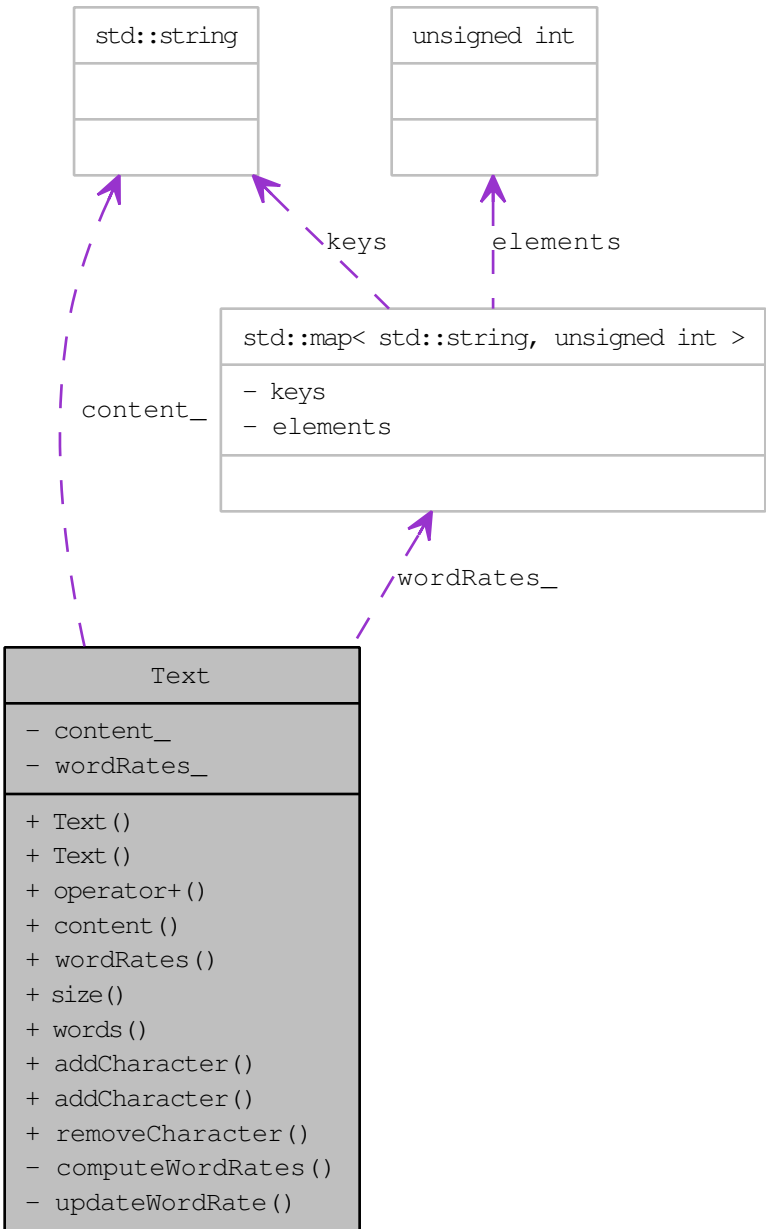 std::string
unsigned int
keys
elements
std::map< std::string, unsigned int >
- keys
- elements
content_
wordRates_
Text
- content_
- wordRates_
+ Text()
+ Text()
+ operator+()
+ content()
+ wordRates()
+ size()
+ words()
+ addCharacter()
+ addCharacter()
+ removeCharacter()
- computeWordRates()
- updateWordRate()